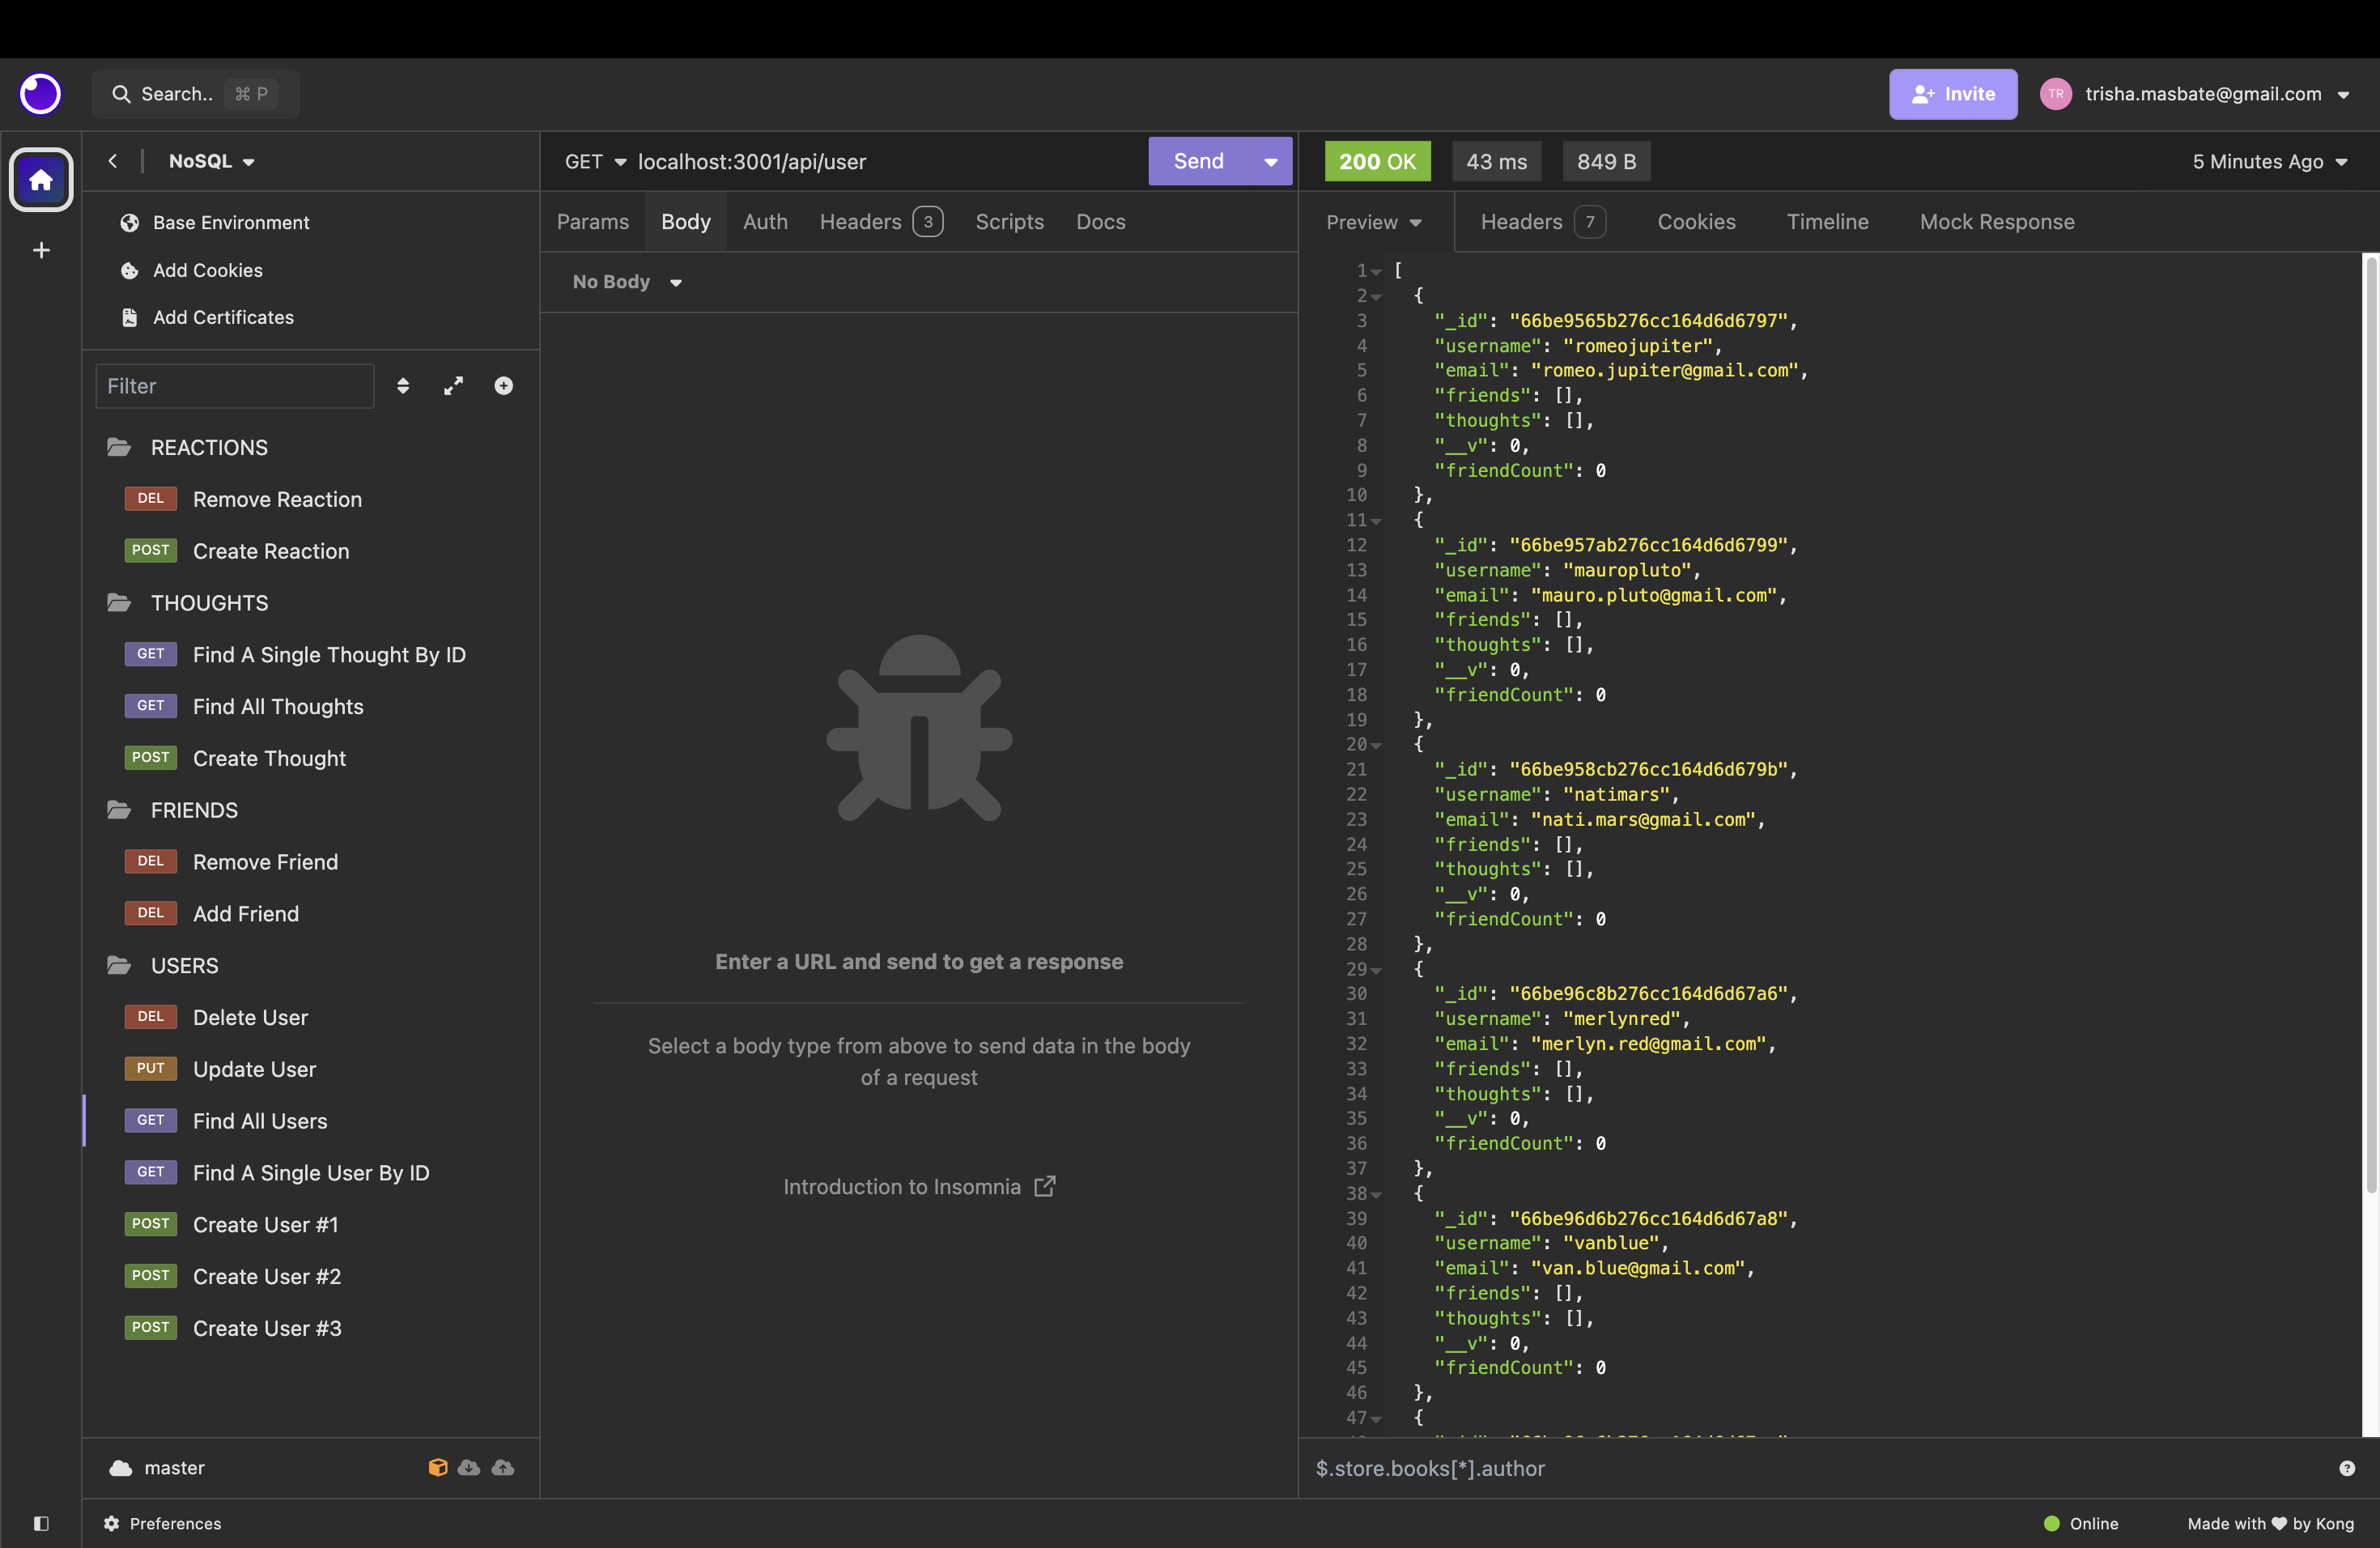 Search.. ⌘ P
Invite
TR trisha.masbate@gmail.com
NoSQL
Base Environment
Add Cookies
Add Certificates
Filter
REACTIONS
DEL Remove Reaction
POST Create Reaction
THOUGHTS
GET Find A Single Thought By ID
GET Find All Thoughts
POST Create Thought
FRIENDS
DEL Remove Friend
DEL Add Friend
USERS
DEL Delete User
PUT Update User
GET Find All Users
GET Find A Single User By ID
POST Create User #1
POST Create User #2
POST Create User #3
master
GET localhost:3001/api/user Send
Params Body Auth Headers 3 Scripts Docs
No Body
Enter a URL and send to get a response
Select a body type from above to send data in the body
of a request
Introduction to Insomnia
200 OK 43 ms 849 B 5 Minutes Ago
Preview Headers 7 Cookies Timeline Mock Response
1 [
2 {
3 "_id": "66be9565b276cc164d6d6797",
4 "username": "romeojupiter",
5 "email": "romeo.jupiter@gmail.com",
6 "friends": [],
7 "thoughts": [],
8 "__v": 0,
9 "friendCount": 0
10 },
11 {
12 "_id": "66be957ab276cc164d6d6799",
13 "username": "mauropluto",
14 "email": "mauro.pluto@gmail.com",
15 "friends": [],
16 "thoughts": [],
17 "__v": 0,
18 "friendCount": 0
19 },
20 {
21 "_id": "66be958cb276cc164d6d679b",
22 "username": "natimars",
23 "email": "nati.mars@gmail.com",
24 "friends": [],
25 "thoughts": [],
26 "__v": 0,
27 "friendCount": 0
28 },
29 {
30 "_id": "66be96c8b276cc164d6d67a6",
31 "username": "merlynred",
32 "email": "merlyn.red@gmail.com",
33 "friends": [],
34 "thoughts": [],
35 "__v": 0,
36 "friendCount": 0
37 },
38 {
39 "_id": "66be96d6b276cc164d6d67a8",
40 "username": "vanblue",
41 "email": "van.blue@gmail.com",
42 "friends": [],
43 "thoughts": [],
44 "__v": 0,
45 "friendCount": 0
46 },
47 {
$.store.books[*].author
Preferences
Online
Made with ♥ by Kong